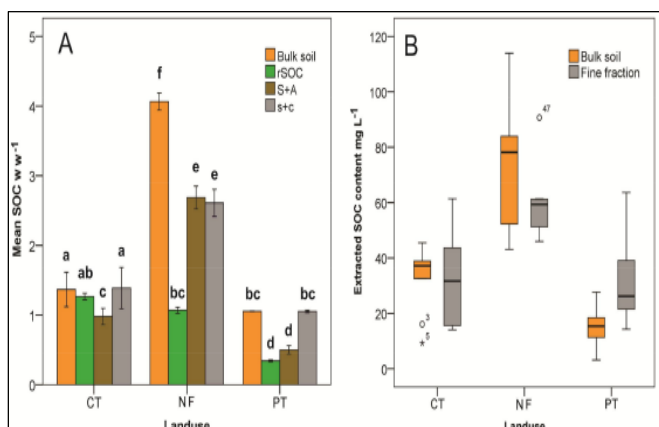 A
Bulk soil
rSOC
S+A
s+c
Mean SOC w w⁻¹
5
4
3
2
1
0
a
ab
c
a
f
bc
e
e
bc
d
d
bc
CT
NF
PT
Landuse
B
Bulk soil
Fine fraction
Extracted SOC content mg L⁻¹
120
100
80
60
40
20
0
47
3
5
CT
NF
PT
Landuse